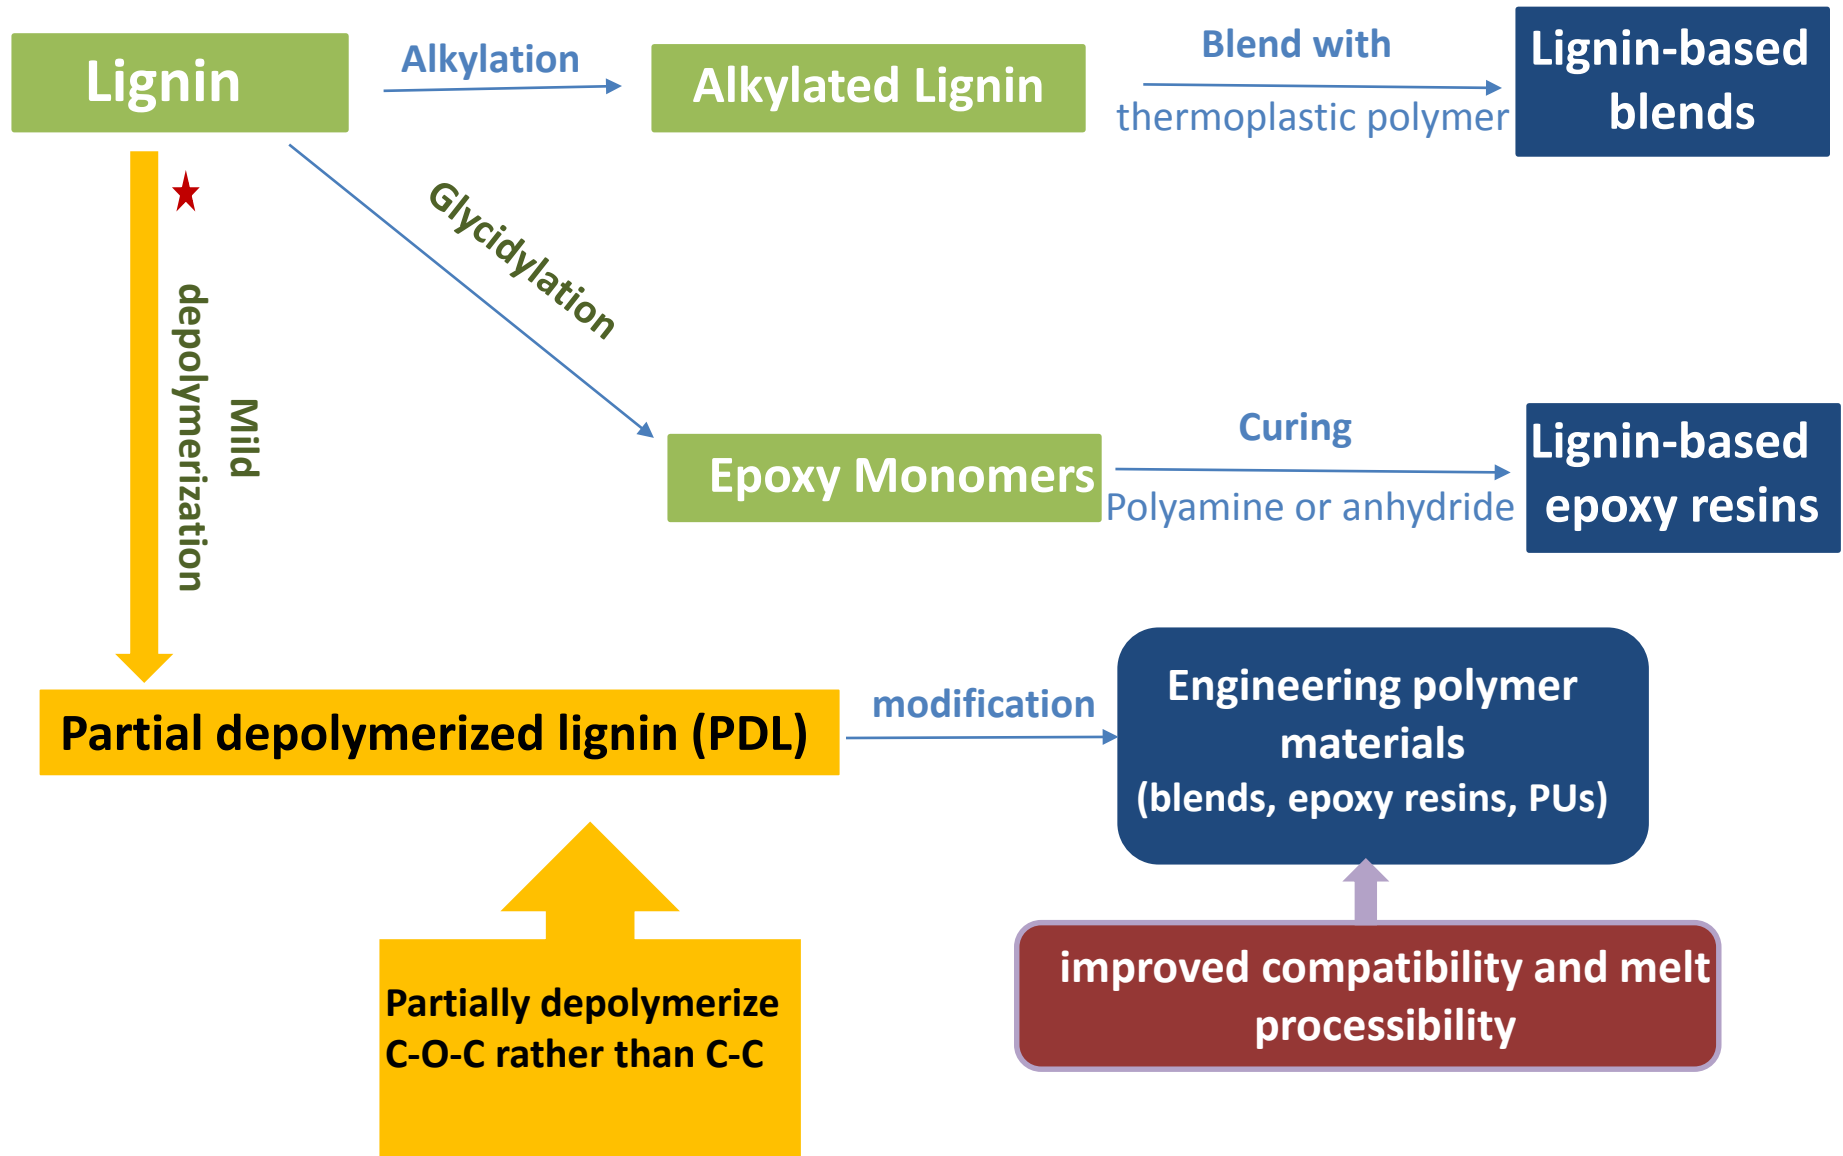 Lignin
Alkylation
Alkylated Lignin
Blend with
thermoplastic polymer
Lignin-based
blends
Glycidylation
Mild
depolymerization
Epoxy Monomers
Curing
Polyamine or anhydride
Lignin-based
epoxy resins
Partial depolymerized lignin (PDL)
modification
Engineering polymer
materials
(blends, epoxy resins, PUs)
Partially depolymerize
C-O-C rather than C-C
improved compatibility and melt
processibility